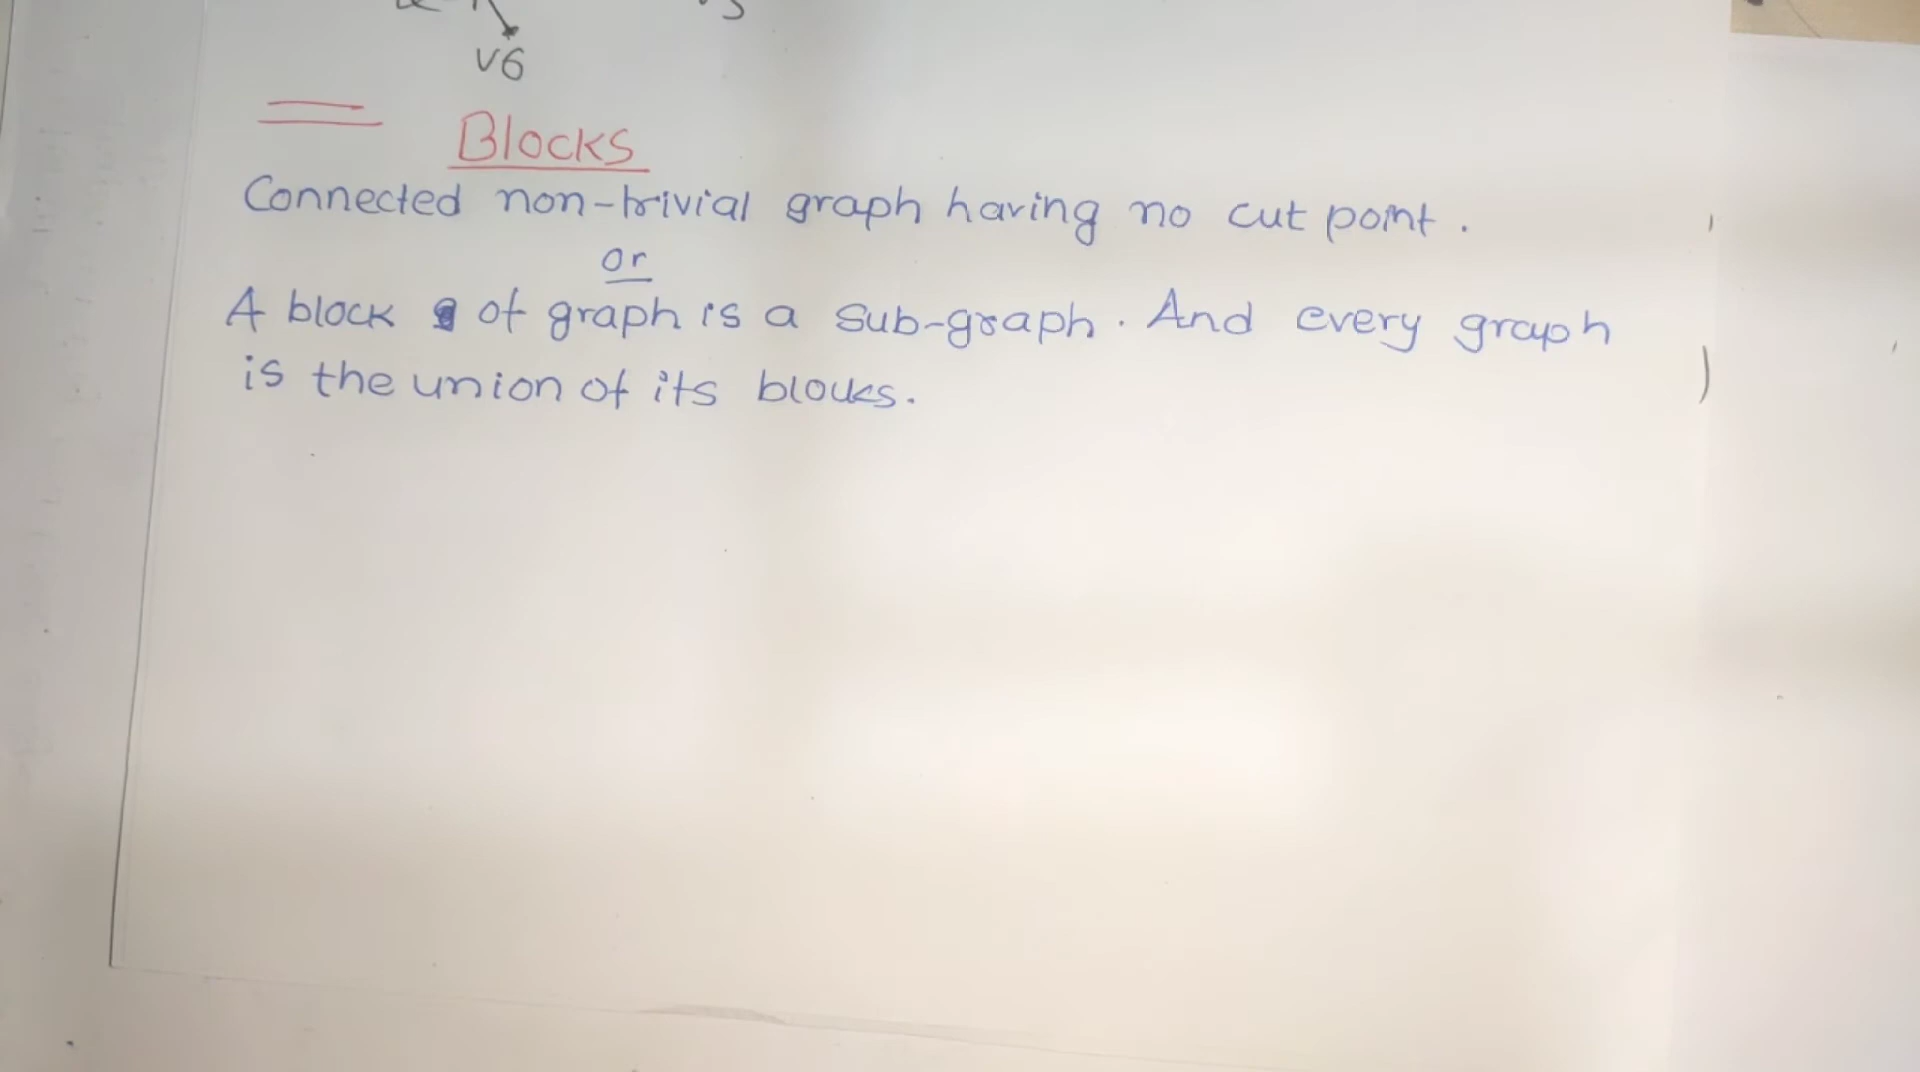 v6
Blocks
Connected non-trivial graph having no cut point.
or
A block of graph is a sub-graph. And every graph
is the union of its blocks.